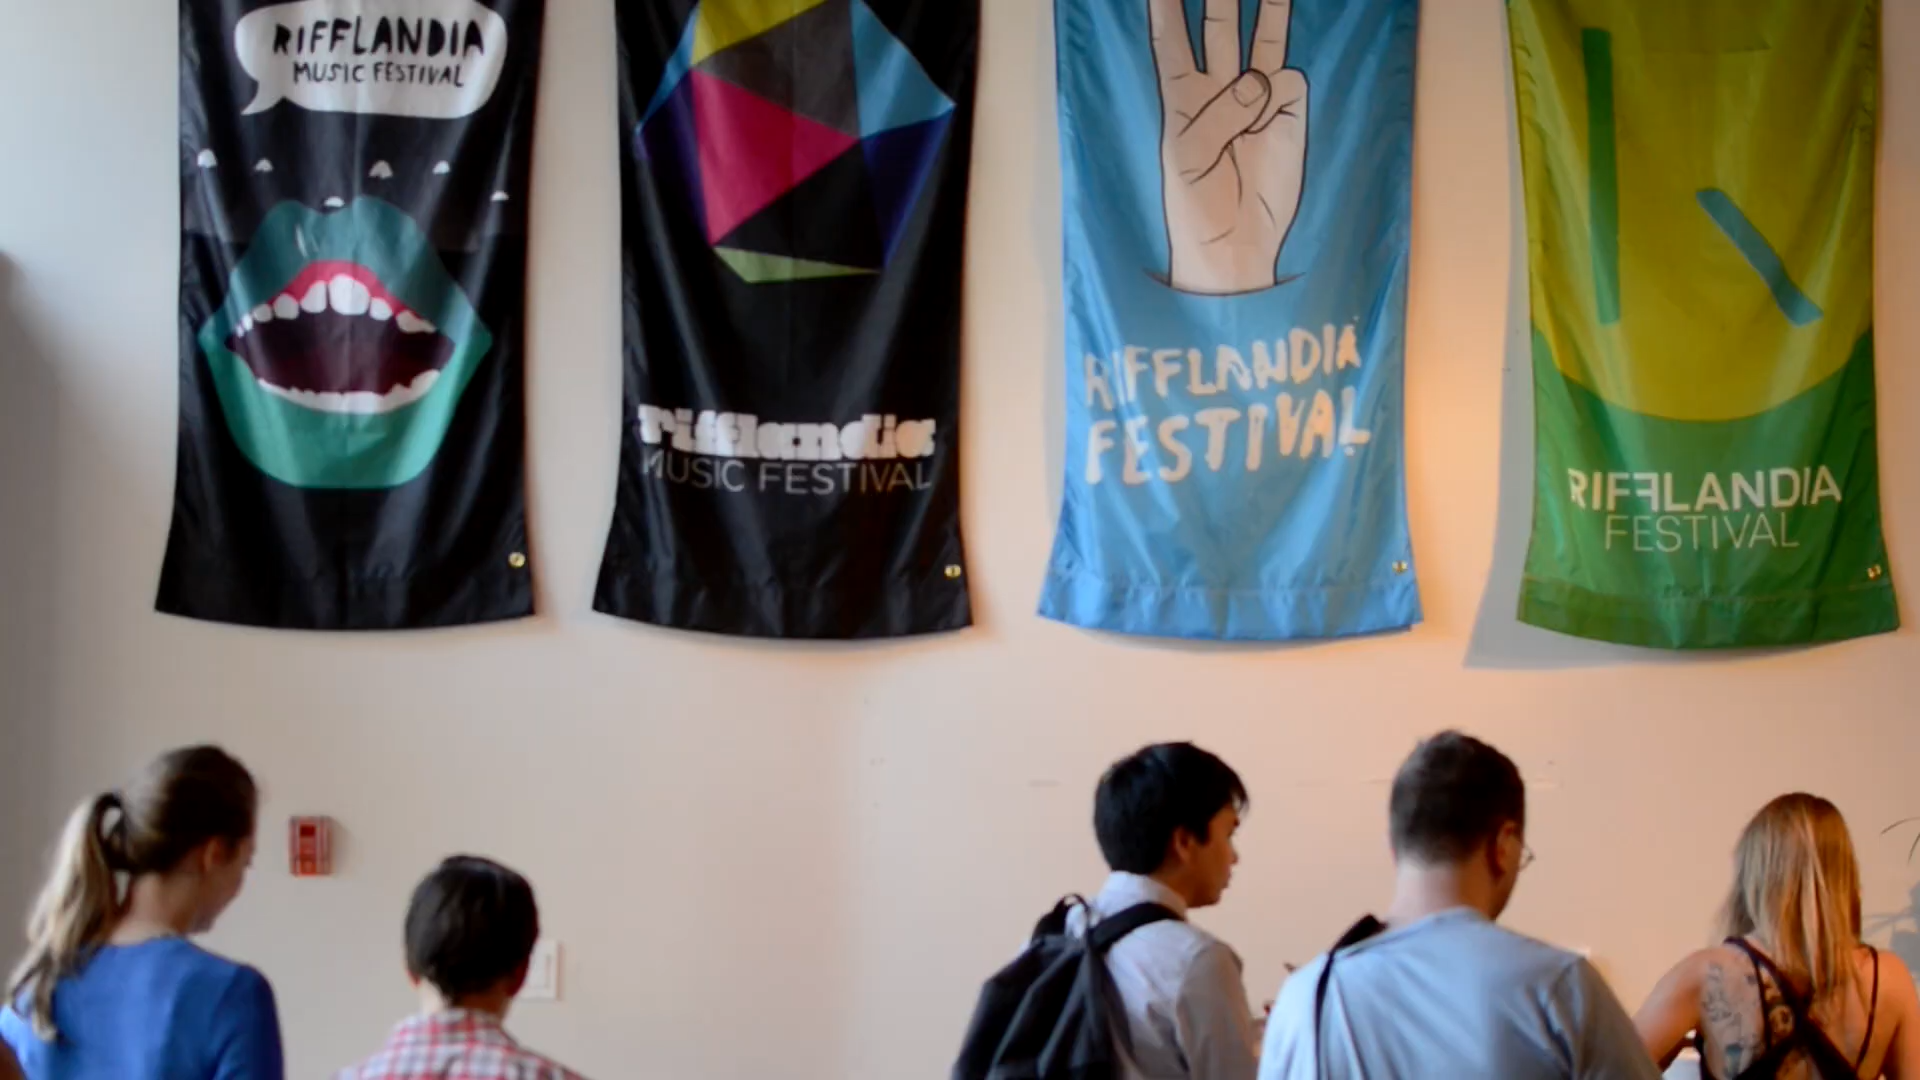 RIFFLANDIA
MUSIC FESTIVAL
rifflandia
MUSIC FESTIVAL
RIFFLANDIA
FESTIVAL
RIFFLANDIA
FESTIVAL